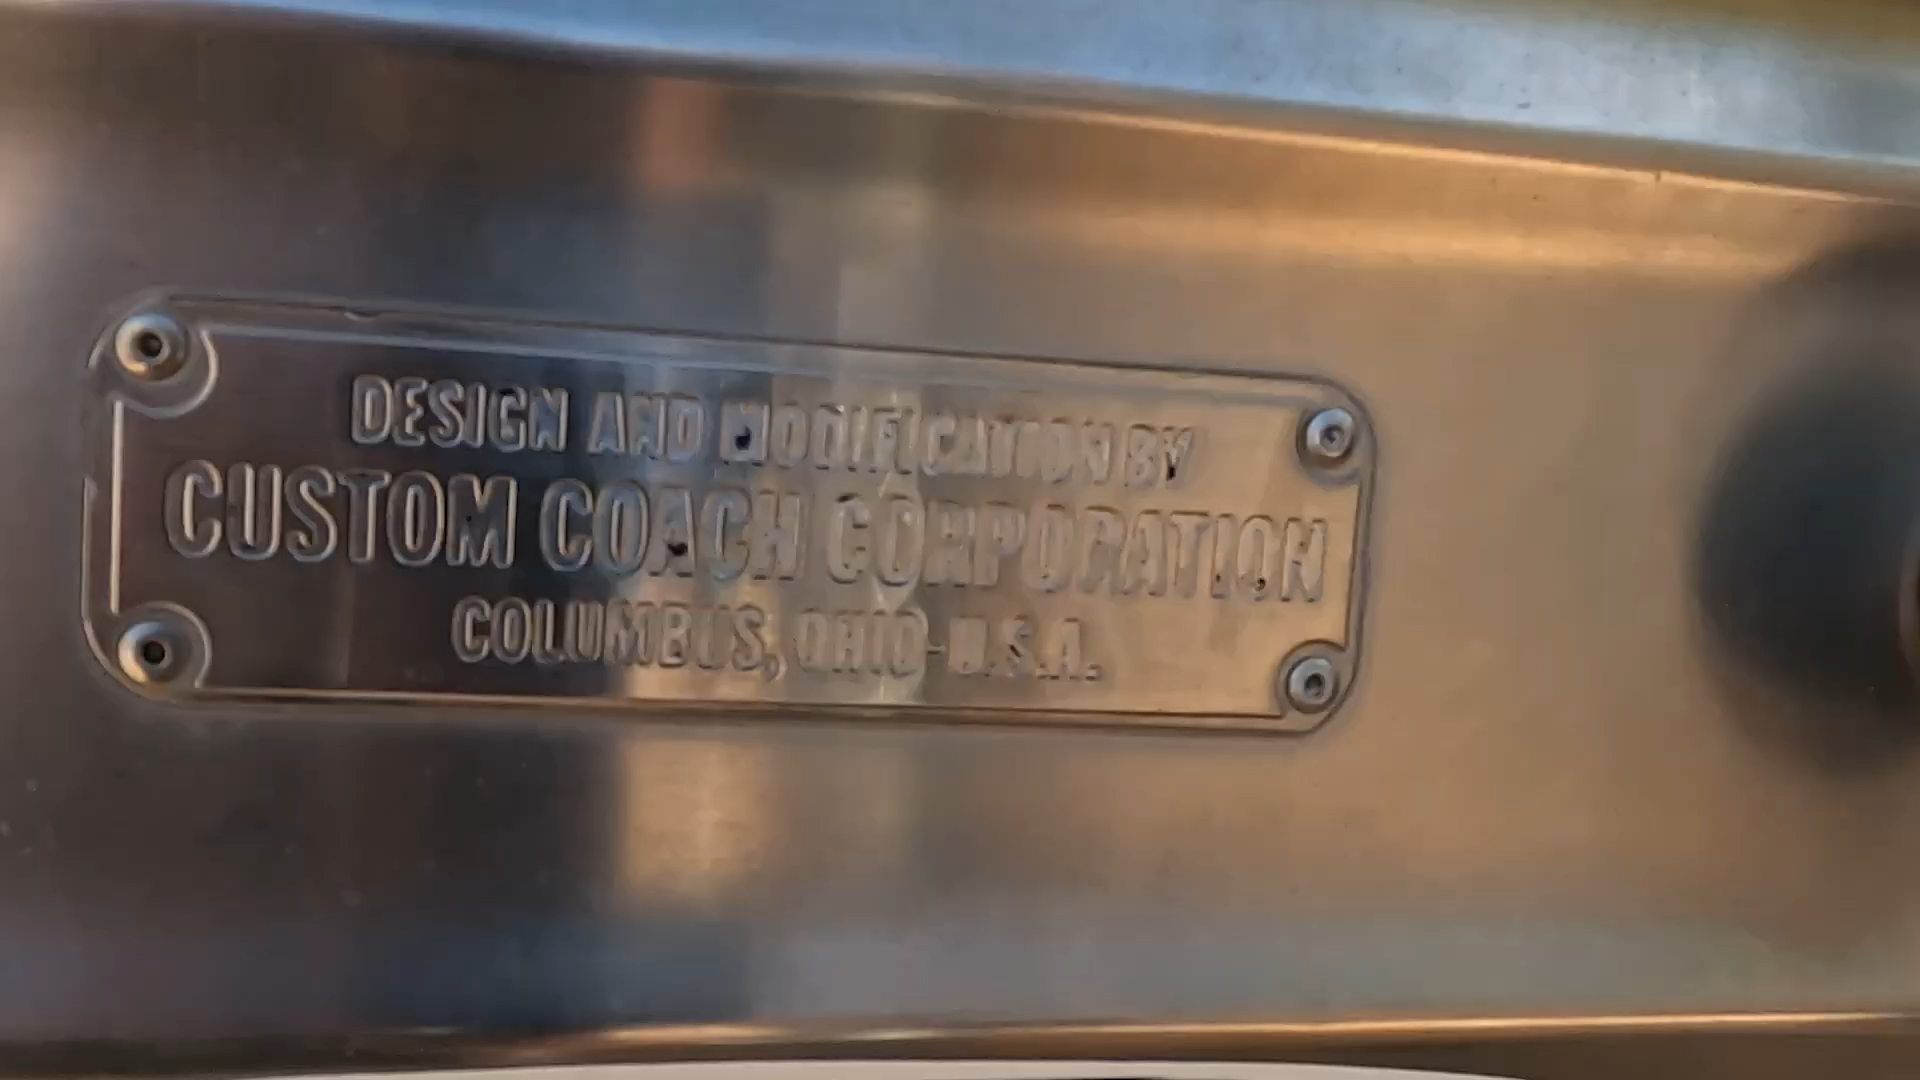 DESIGN AND MODIFICATION BY
CUSTOM COACH CORPORATION
COLUMBUS, OHIO-U.S.A.